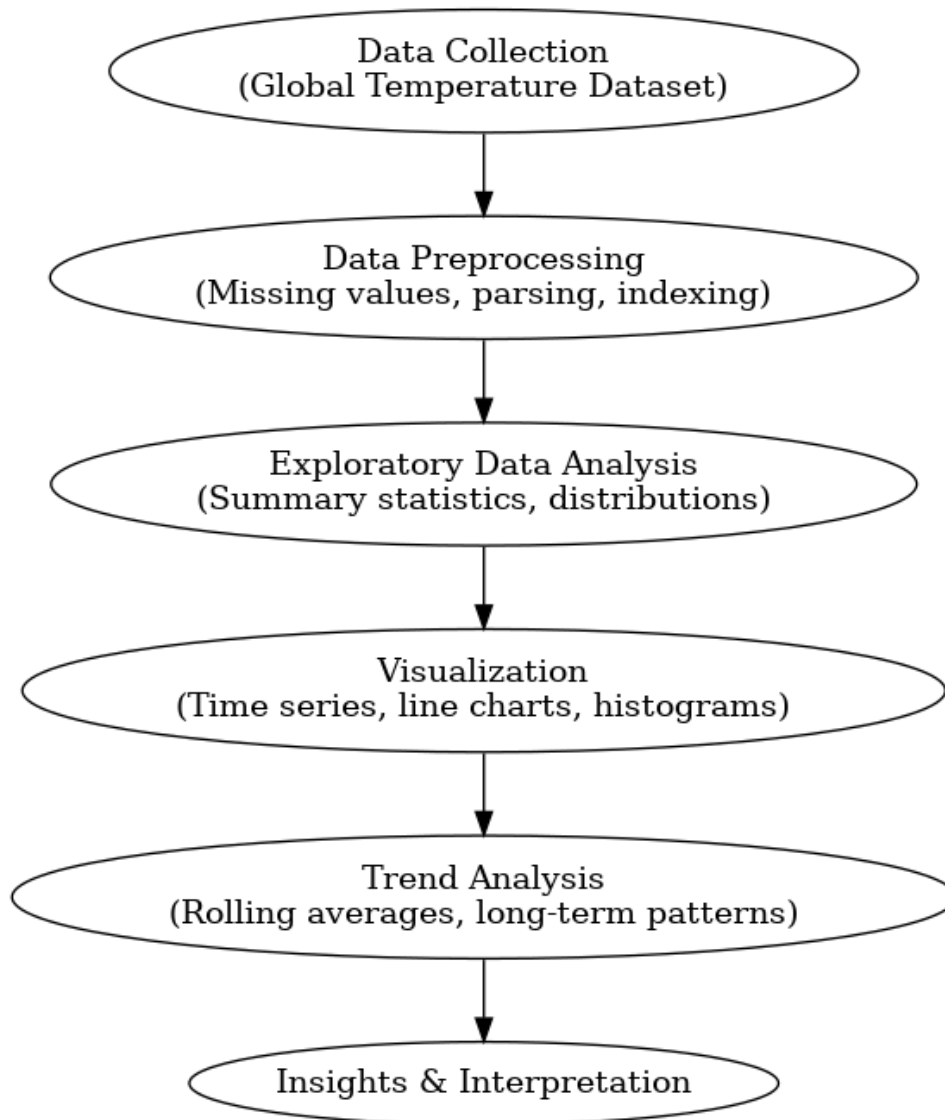 Data Collection
(Global Temperature Dataset)
Data Preprocessing
(Missing values, parsing, indexing)
Exploratory Data Analysis
(Summary statistics, distributions)
Visualization
(Time series, line charts, histograms)
Trend Analysis
(Rolling averages, long-term patterns)
Insights & Interpretation